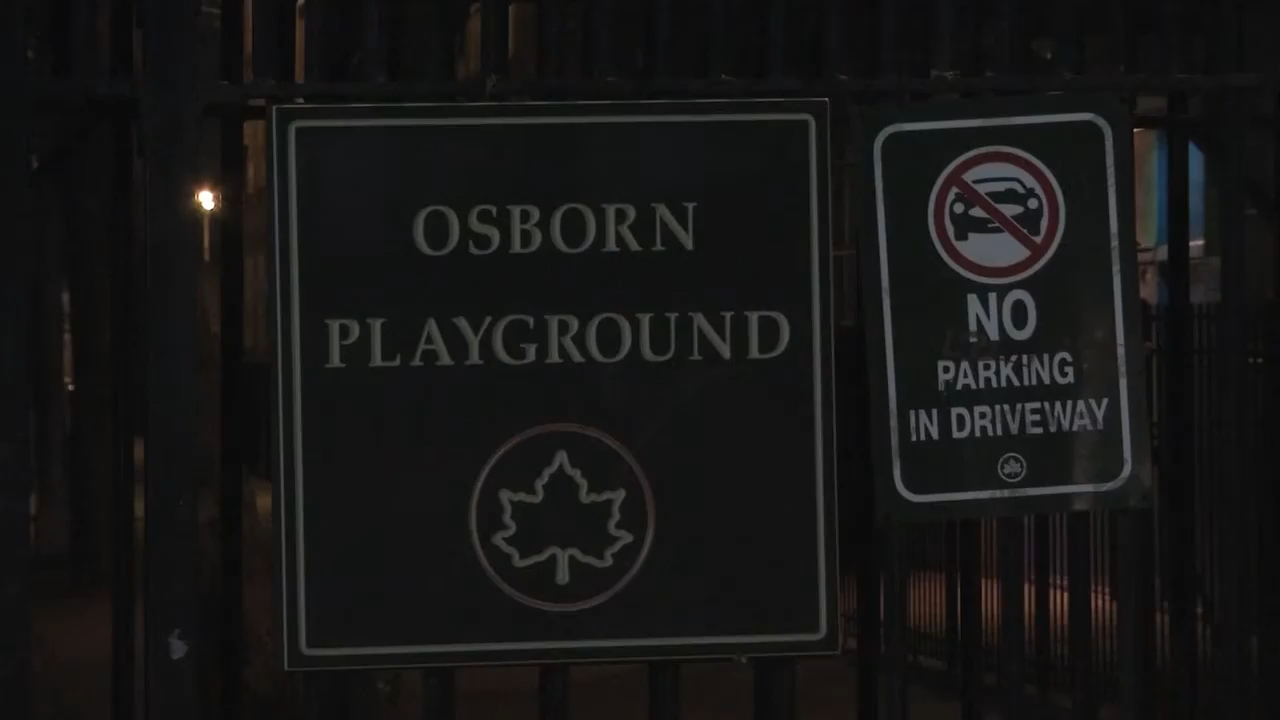 OSBORN
PLAYGROUND
NO
PARKING
IN DRIVEWAY